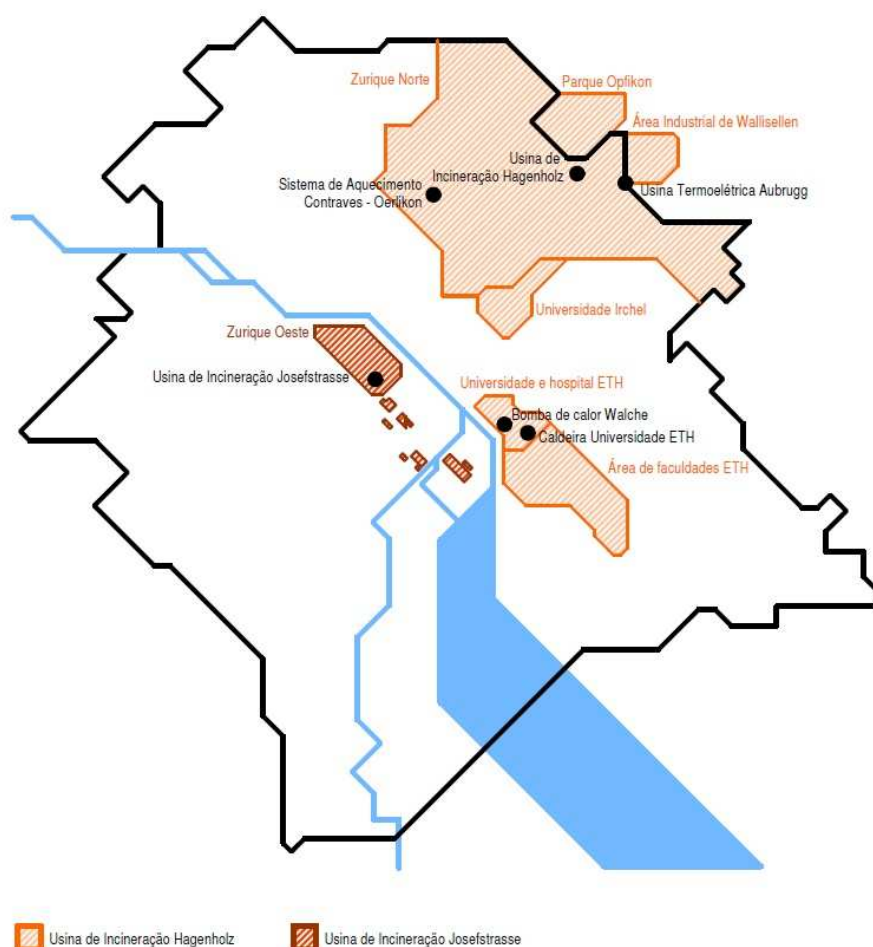 Zurique Norte
Parque Opfikon
Área Industrial de Wallisellen
Usina de
Incineração Hagenholz
Sistema de Aquecimento
Contraves - Oerlikon
Usina Termoelétrica Aubrugg
Universidade Irchel
Zurique Oeste
Usina de Incineração Josefstrasse
Universidade e hospital ETH
Bomba de calor Walche
Caldeira Universidade ETH
Área de faculdades ETH
Usina de Incineração Hagenholz
Usina de Incineração Josefstrasse